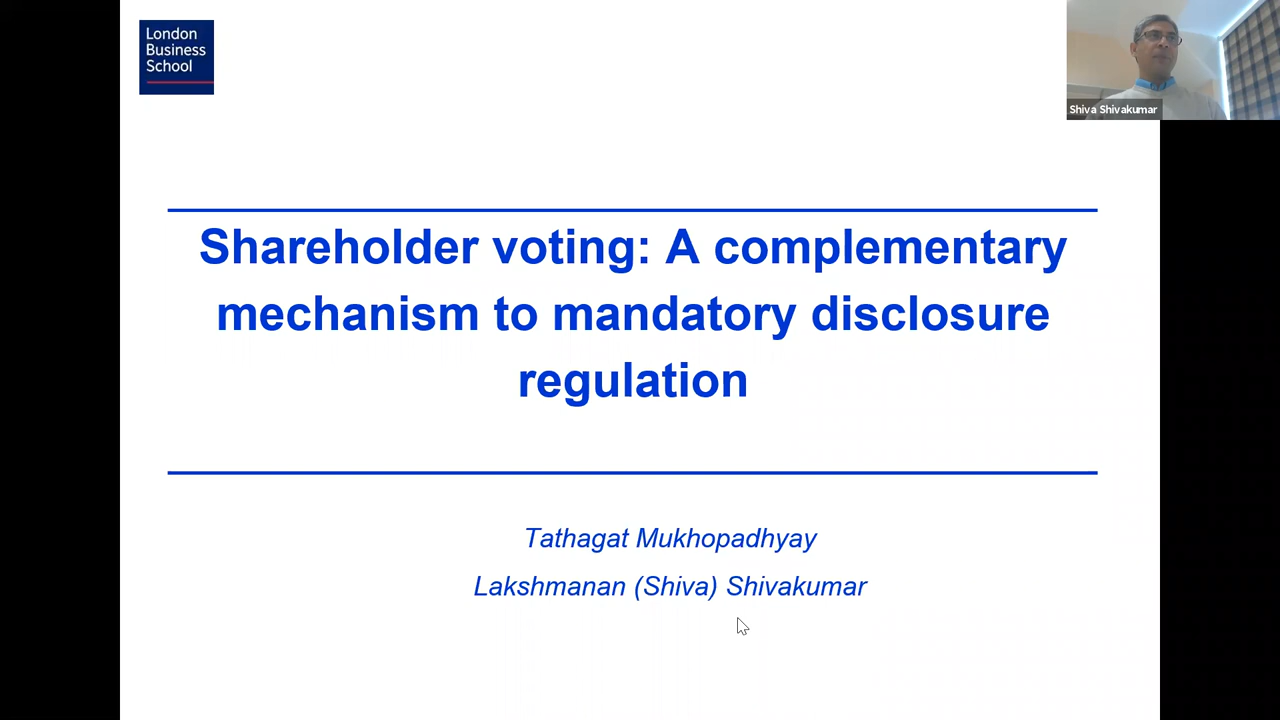 London
Business
School
Shiva Shivakumar
Shareholder voting: A complementary
mechanism to mandatory disclosure
regulation
Tathagat Mukhopadhyay
Lakshmanan (Shiva) Shivakumar